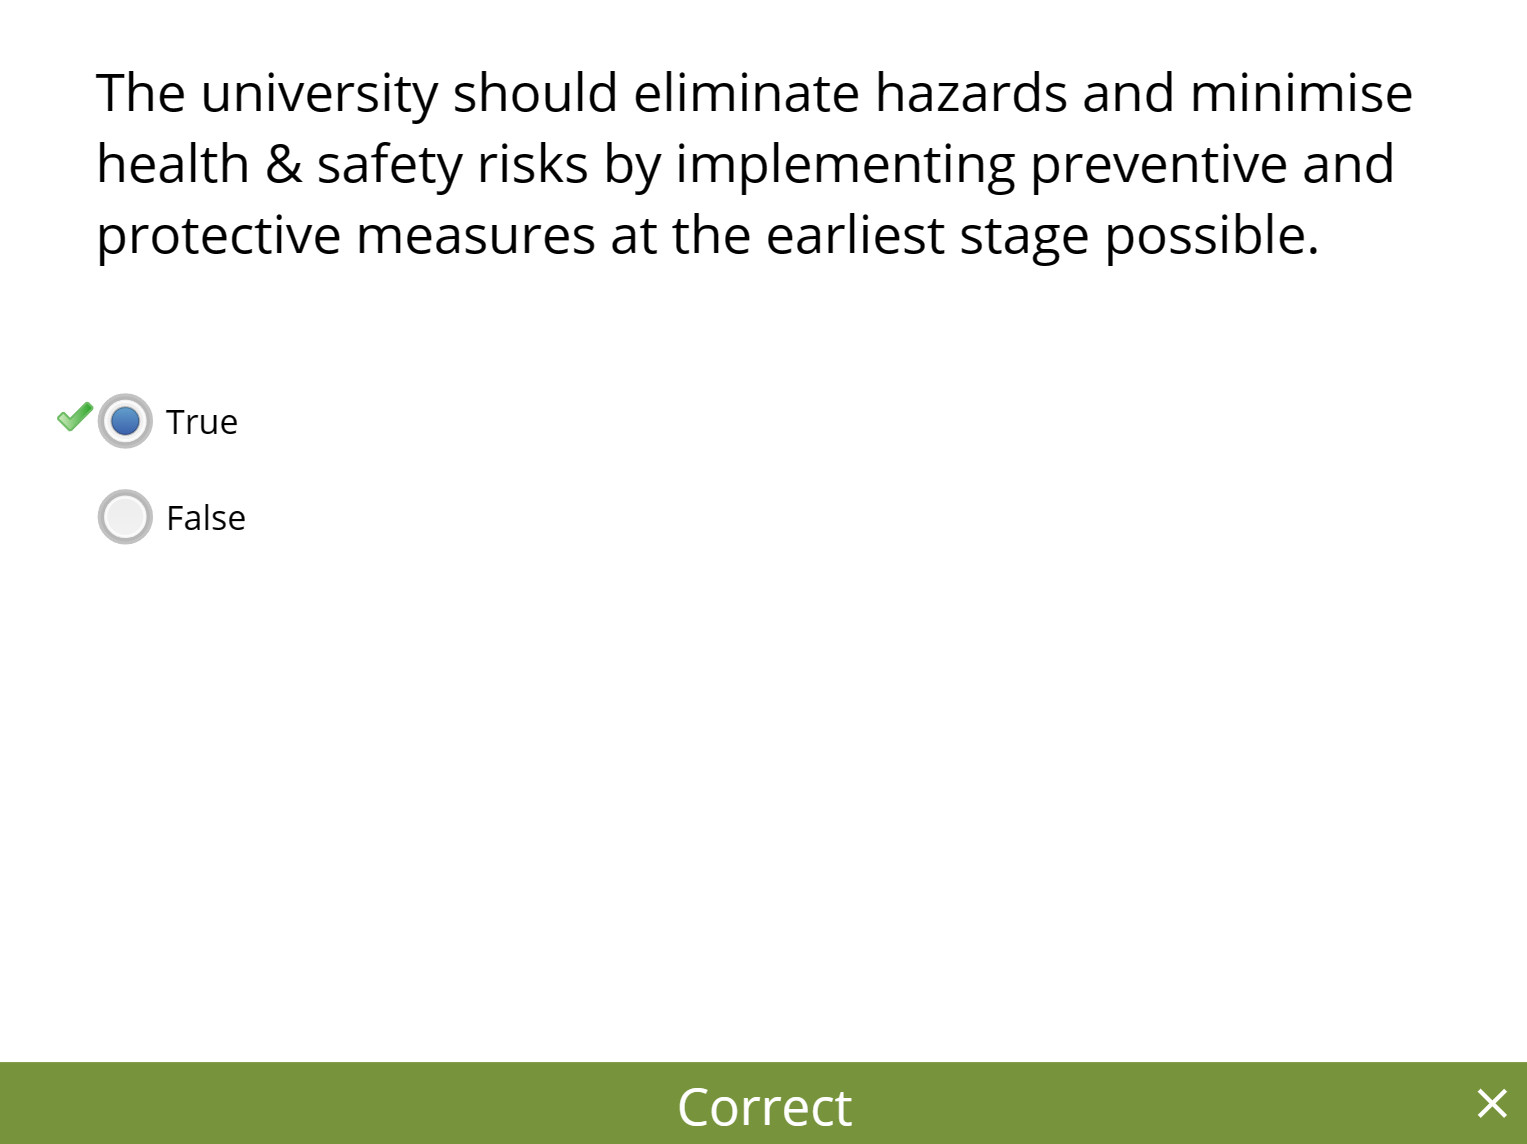 The university should eliminate hazards and minimise
health & safety risks by implementing preventive and
protective measures at the earliest stage possible.
True
False
Correct